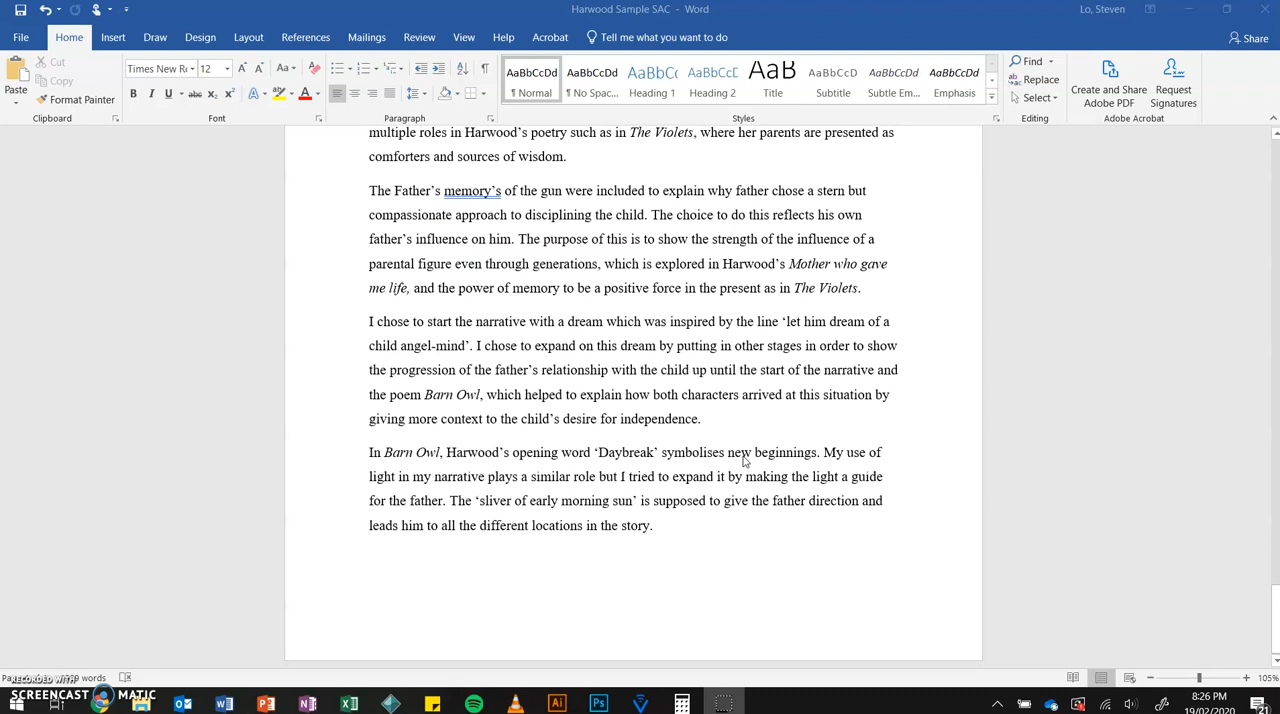 Harwood Sample SAC - Word
Lo, Steven
File Home Insert Draw Design Layout References Mailings Review View Help Acrobat Tell me what you want to do Share
Paste Cut Copy Format Painter
Times New Ro 12
AaBbCcDd AaBbCcDd AaBbCc AaBbCcD AaB AaBbCcD AaBbCcDd AaBbCcDd
¶ Normal ¶ No Spac... Heading 1 Heading 2 Title Subtitle Subtle Em... Emphasis
Find Replace Select
Create and Share Adobe PDF
Request Signatures
Clipboard Font Paragraph Styles Editing Adobe Acrobat
multiple roles in Harwood's poetry such as in The Violets, where her parents are presented as
comforters and sources of wisdom.
The Father's memory's of the gun were included to explain why father chose a stern but
compassionate approach to disciplining the child. The choice to do this reflects his own
father's influence on him. The purpose of this is to show the strength of the influence of a
parental figure even through generations, which is explored in Harwood's Mother who gave
me life, and the power of memory to be a positive force in the present as in The Violets.
I chose to start the narrative with a dream which was inspired by the line ‘let him dream of a
child angel-mind’. I chose to expand on this dream by putting in other stages in order to show
the progression of the father's relationship with the child up until the start of the narrative and
the poem Barn Owl, which helped to explain how both characters arrived at this situation by
giving more context to the child's desire for independence.
In Barn Owl, Harwood's opening word ‘Daybreak’ symbolises new beginnings. My use of
light in my narrative plays a similar role but I tried to expand it by making the light a guide
for the father. The ‘sliver of early morning sun’ is supposed to give the father direction and
leads him to all the different locations in the story.
words
105%
RECORDED WITH
SCREENCAST MATIC
8:26 PM
19/02/2020
21